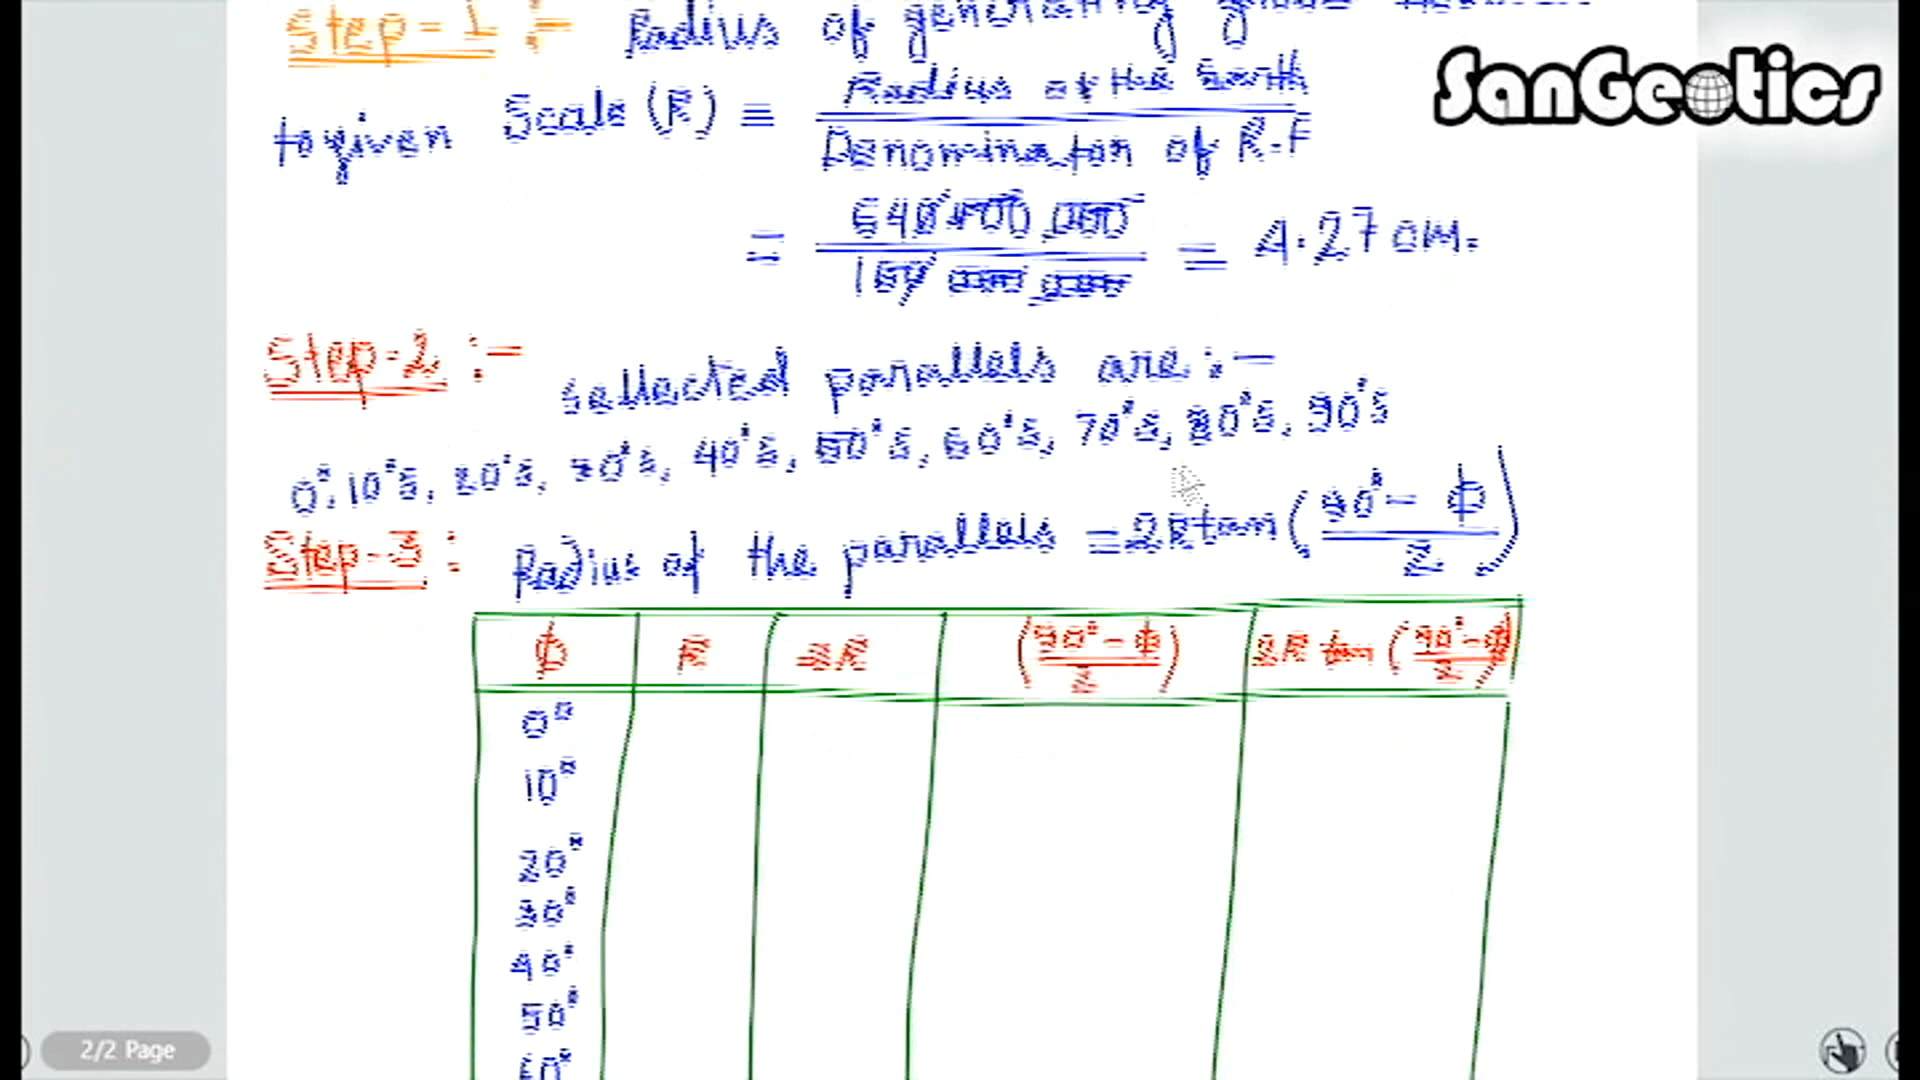 Step-1 :- Radius of generating globe
SanGeotics
to given Scale (R) = Radius of the Earth
Denominator of R.F
= 640,000,000
150,000,000
= 4.27 cm.
Step-2 :- sellected parallels are :-
0°, 10°S, 20°S, 30°S, 40°S, 50°S, 60°S, 70°S, 80°S, 90°S
Step-3 : Radius of the parallels = 2R tan (90° - ϕ / 2)
ϕ R 2R (90° - ϕ / 2) 2R tan (90° - ϕ / 2)
0°
10°
20°
30°
40°
50°
60°
2/2 Page